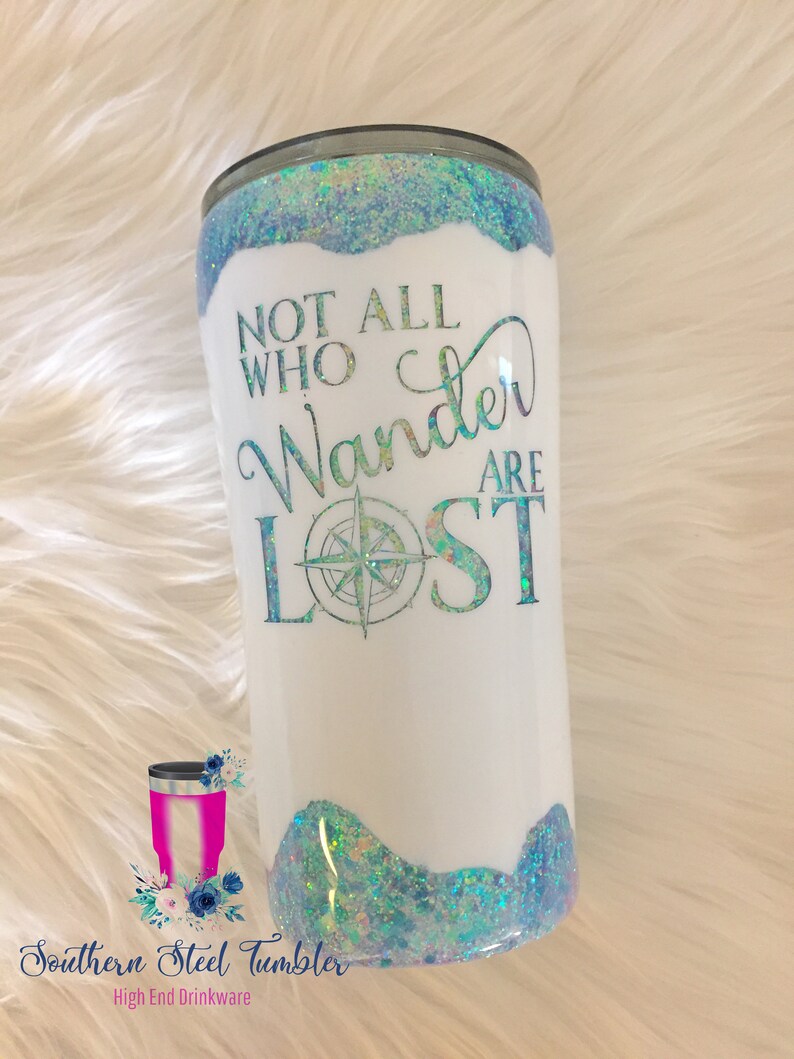 NOT ALL
WHO
Wander
ARE
LOST
Southern Steel Tumbler
High End Drinkware